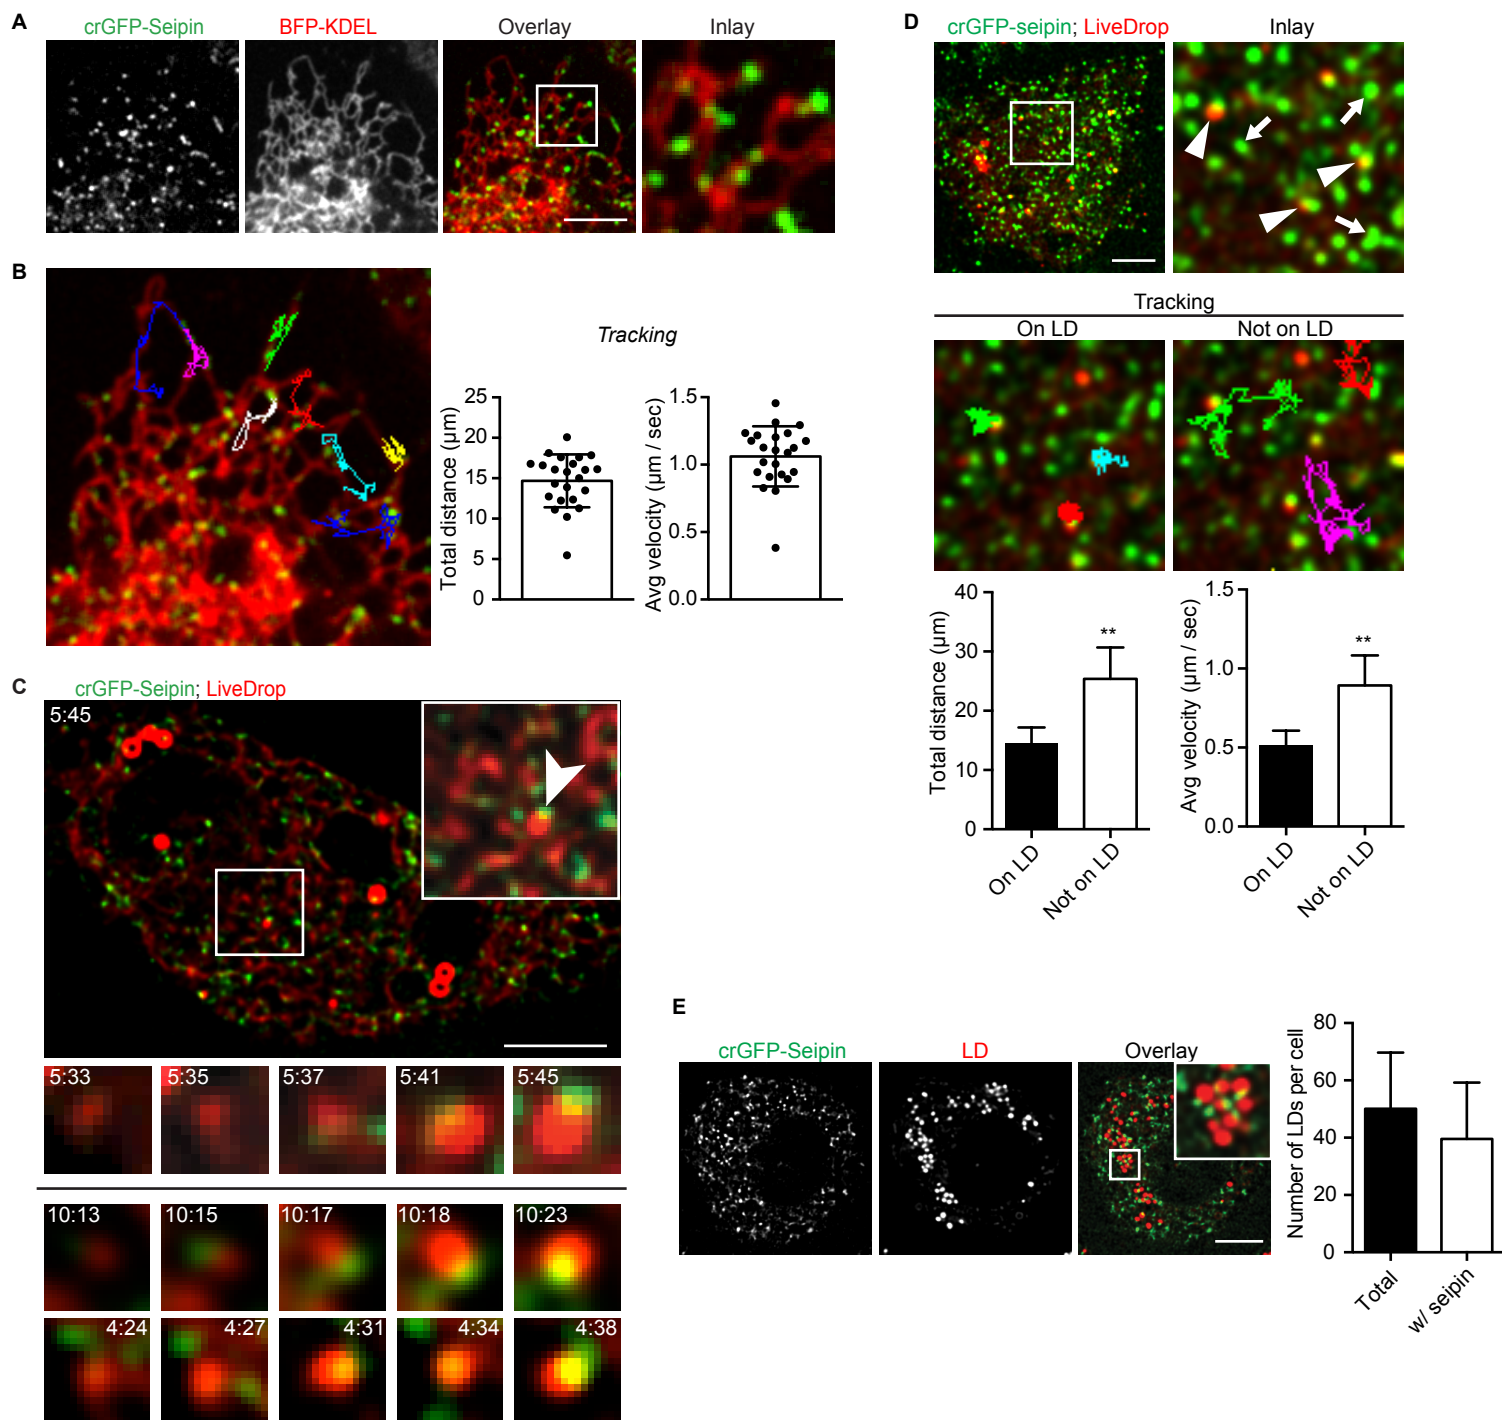 A
crGFP-Seipin
BFP-KDEL
Overlay
Inlay
B
Tracking
Total distance (µm)
25
20
15
10
5
0
Avg velocity (µm / sec)
1.5
1.0
0.5
0.0
C
crGFP-Seipin; LiveDrop
5:45
5:33
5:35
5:37
5:41
5:45
10:13
10:15
10:17
10:18
10:23
4:24
4:27
4:31
4:34
4:38
D
crGFP-seipin; LiveDrop
Inlay
Tracking
On LD
Not on LD
Total distance (µm)
40
30
20
10
0
**
On LD
Not on LD
Avg velocity (µm / sec)
1.5
1.0
0.5
0.0
**
On LD
Not on LD
E
crGFP-Seipin
LD
Overlay
Number of LDs per cell
80
60
40
20
0
Total
w/ seipin